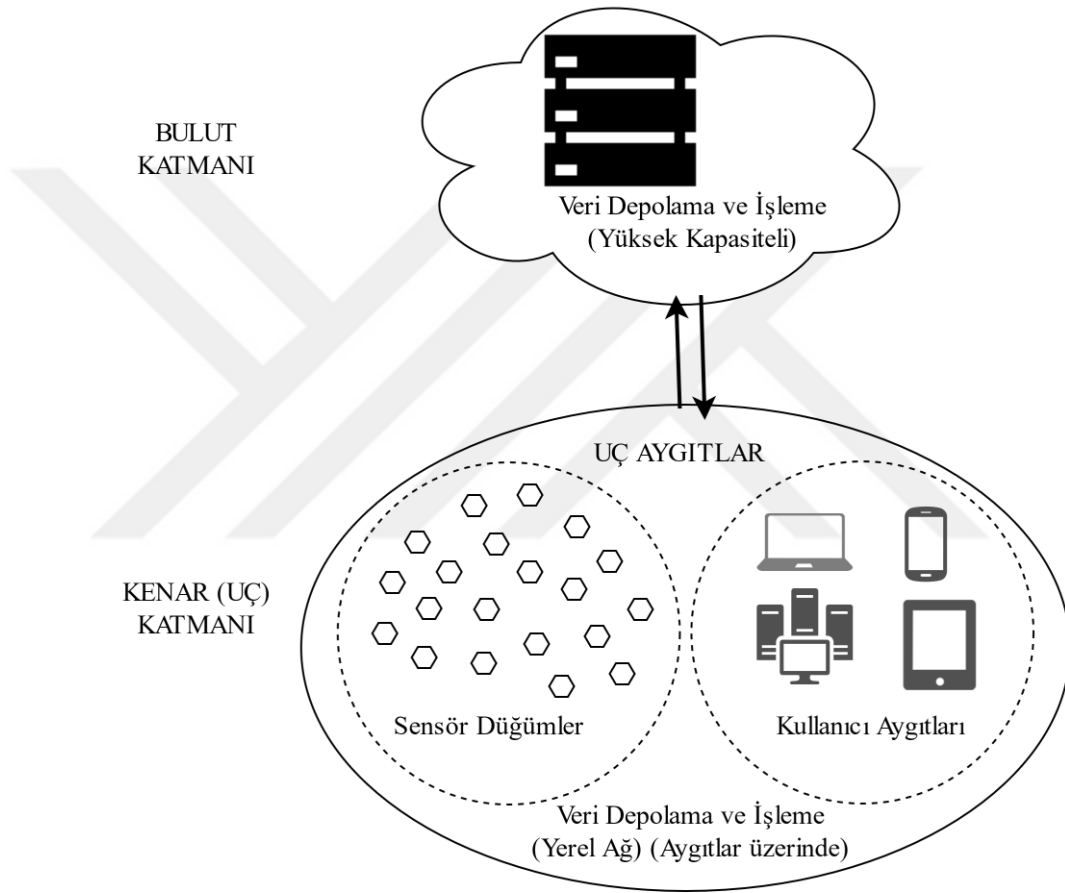 BULUT
KATMANI
Veri Depolama ve İşleme
(Yüksek Kapasiteli)
UÇ AYGITLAR
KENAR (UÇ)
KATMANI
Sensör Düğümler
Kullanıcı Aygıtları
Veri Depolama ve İşleme
(Yerel Ağ) (Aygıtlar üzerinde)